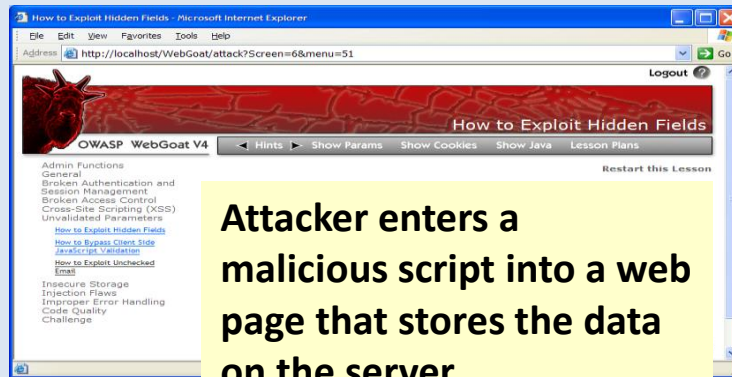 How to Exploit Hidden Fields - Microsoft Internet Explorer
File Edit View Favorites Tools Help
Address http://localhost/WebGoat/attack?Screen=6&menu=51 Go
Logout ?
How to Exploit Hidden Fields
OWASP WebGoat V4 Hints Show Params Show Cookies Show Java Lesson Plans
Restart this Lesson
Admin Functions
General
Broken Authentication and
Session Management
Broken Access Control
Cross-Site Scripting (XSS)
Unvalidated Parameters
How to Exploit Hidden Fields
How to Bypass Client Side
JavaScript Validation
How to Exploit Unchecked
Email
Insecure Storage
Injection Flaws
Improper Error Handling
Code Quality
Challenge
Attacker enters a
malicious script into a web
page that stores the data
on the server